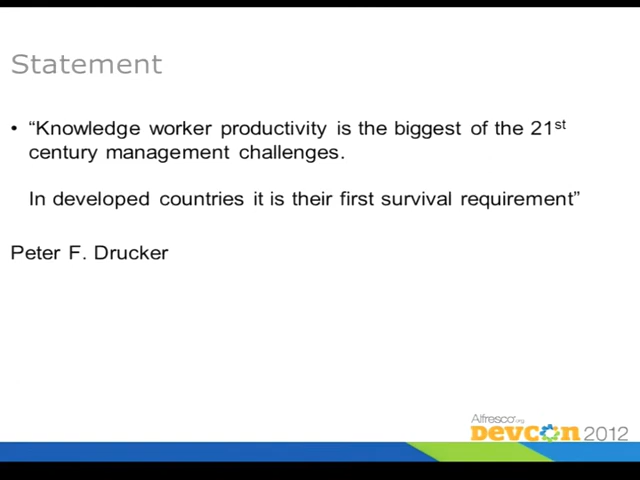 Statement
• “Knowledge worker productivity is the biggest of the 21st
century management challenges.
In developed countries it is their first survival requirement”
Peter F. Drucker
Alfresco.org
DEVCON 2012